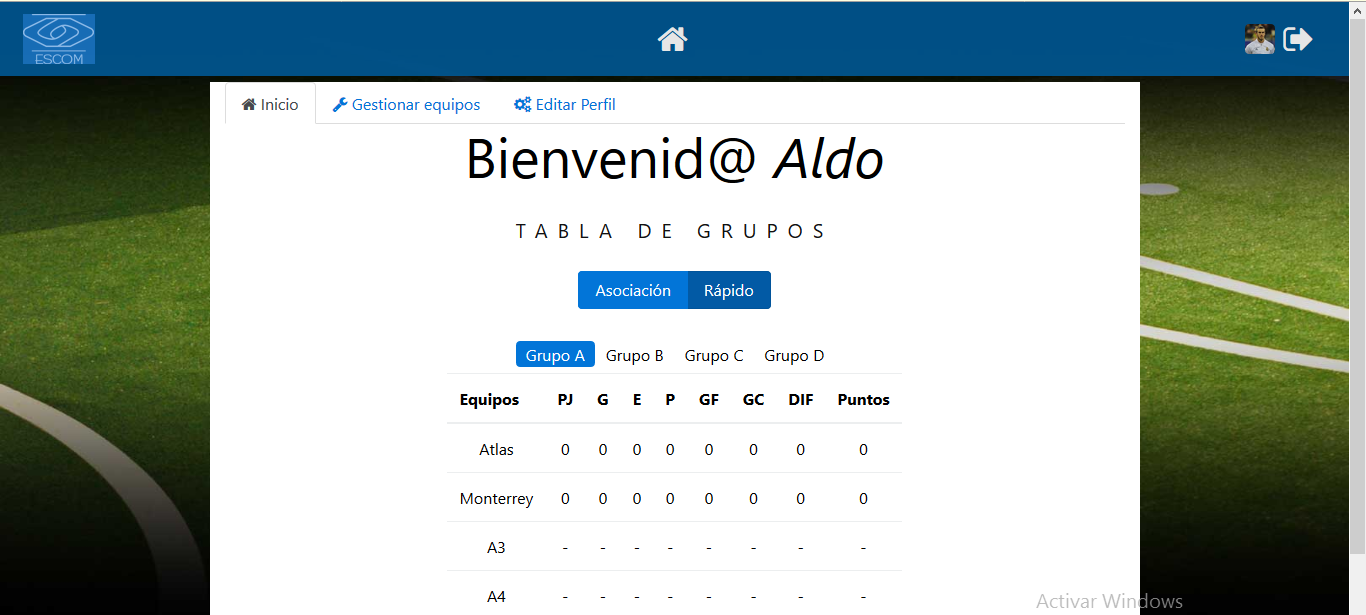 ESCOM
Inicio Gestionar equipos Editar Perfil
Bienvenid@ Aldo
TABLA DE GRUPOS
Asociación Rápido
Grupo A Grupo B Grupo C Grupo D
Equipos PJ G E P GF GC DIF Puntos
Atlas 0 0 0 0 0 0 0 0
Monterrey 0 0 0 0 0 0 0 0
A3 - - - - - - - -
A4 - - - - - - - -
Activar Windows